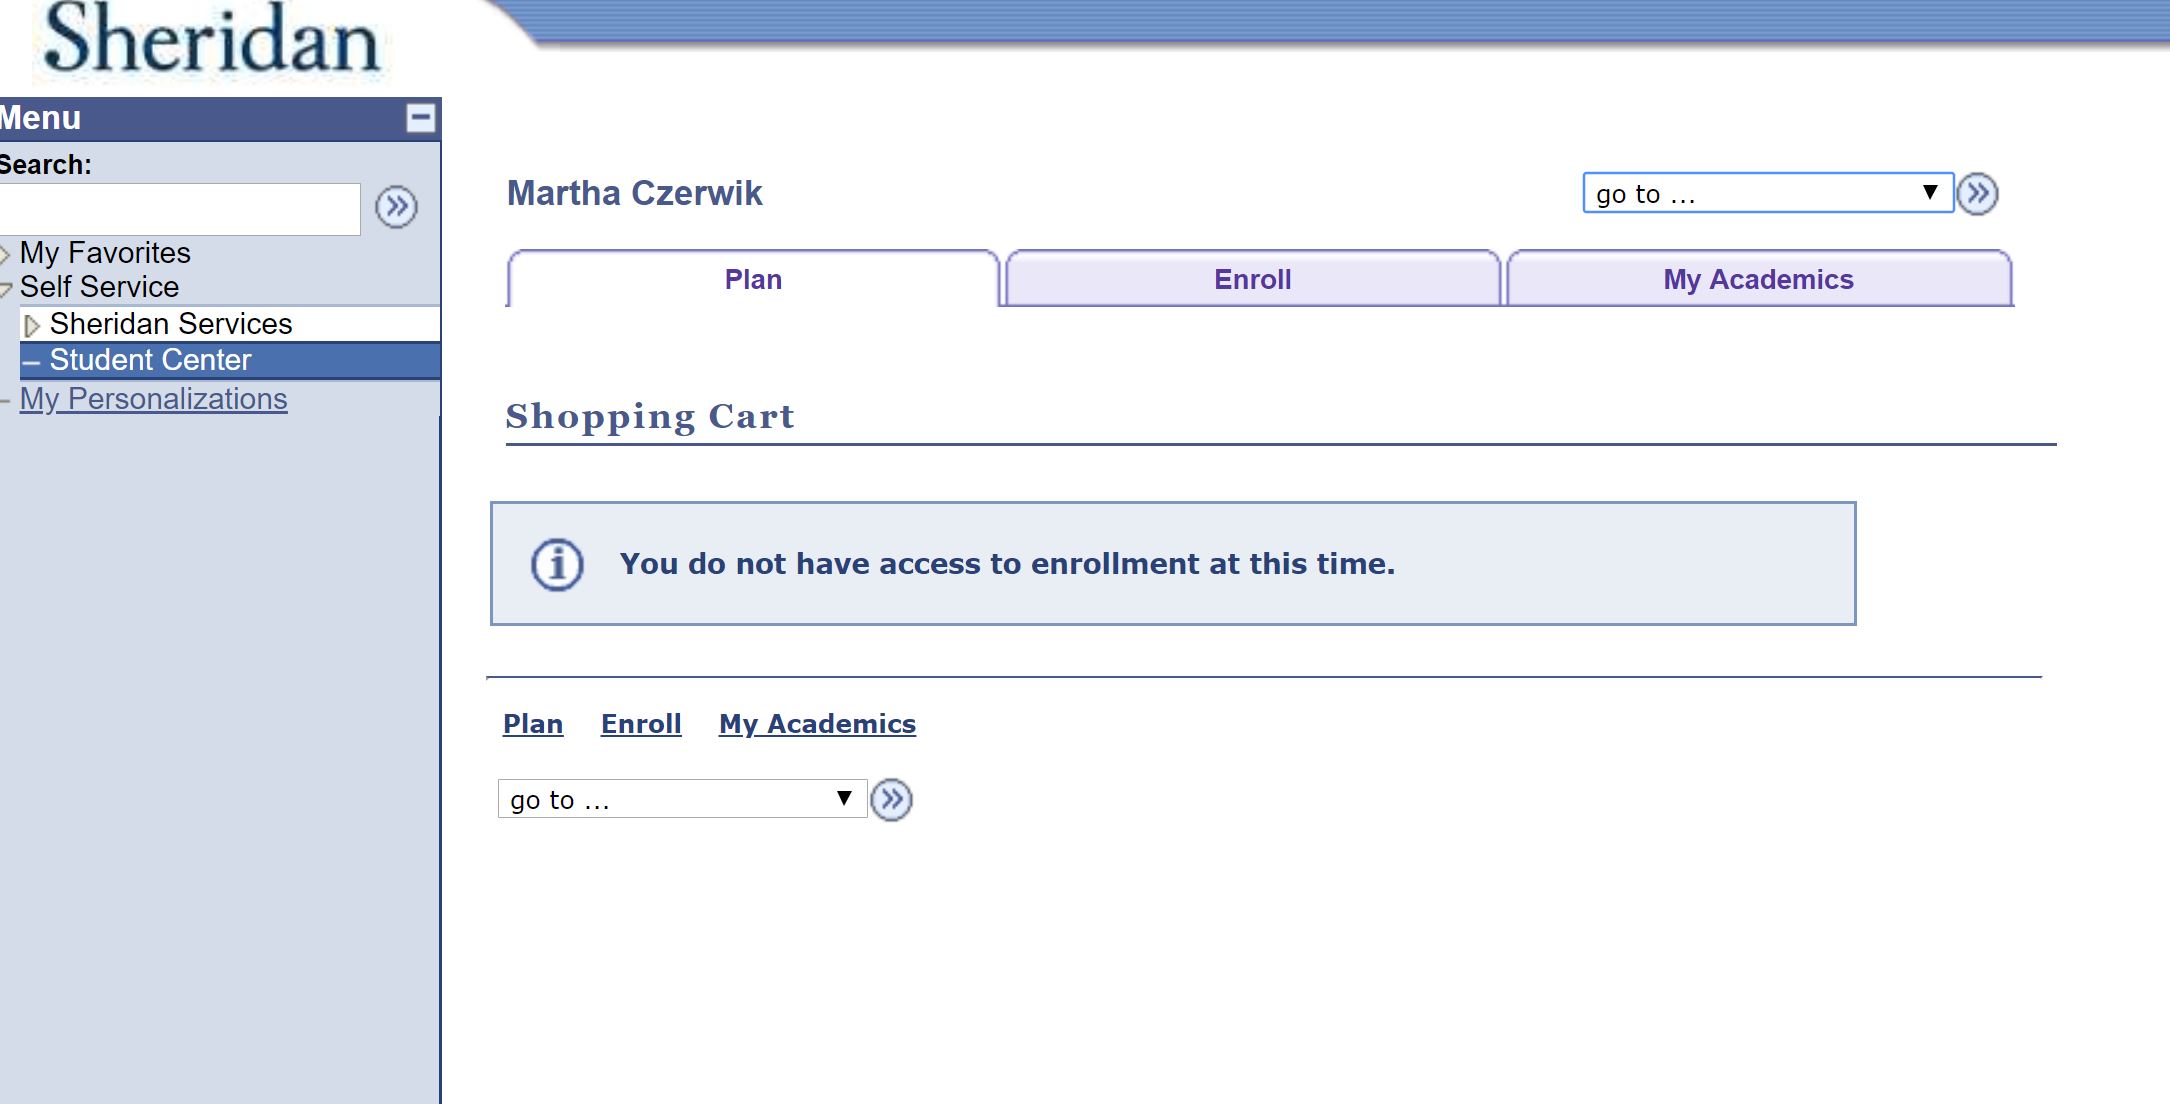 Sheridan
Menu
Search:
My Favorites
Self Service
Sheridan Services
Student Center
My Personalizations
Martha Czerwik
go to ...
Plan Enroll My Academics
Shopping Cart
You do not have access to enrollment at this time.
Plan Enroll My Academics
go to ...